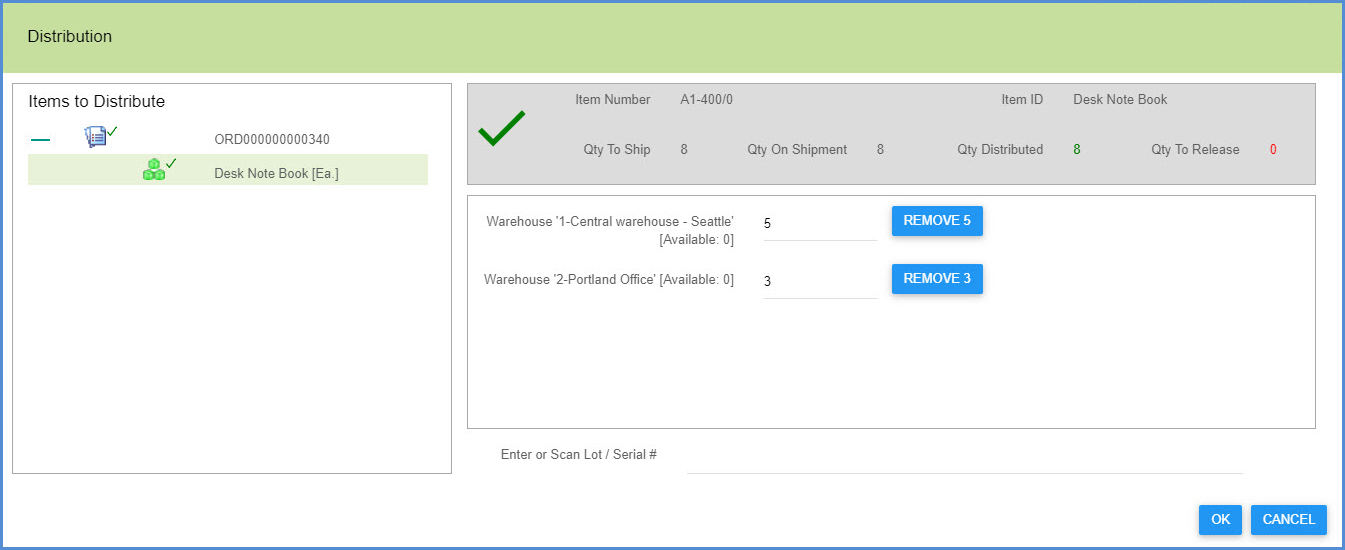 Distribution
Items to Distribute
ORD000000000340
Desk Note Book [Ea.]
Item Number A1-400/0 Item ID Desk Note Book
Qty To Ship 8 Qty On Shipment 8 Qty Distributed 8 Qty To Release 0
Warehouse '1-Central warehouse - Seattle' 5 REMOVE 5
[Available: 0]
Warehouse '2-Portland Office' [Available: 0] 3 REMOVE 3
Enter or Scan Lot / Serial #
OK CANCEL